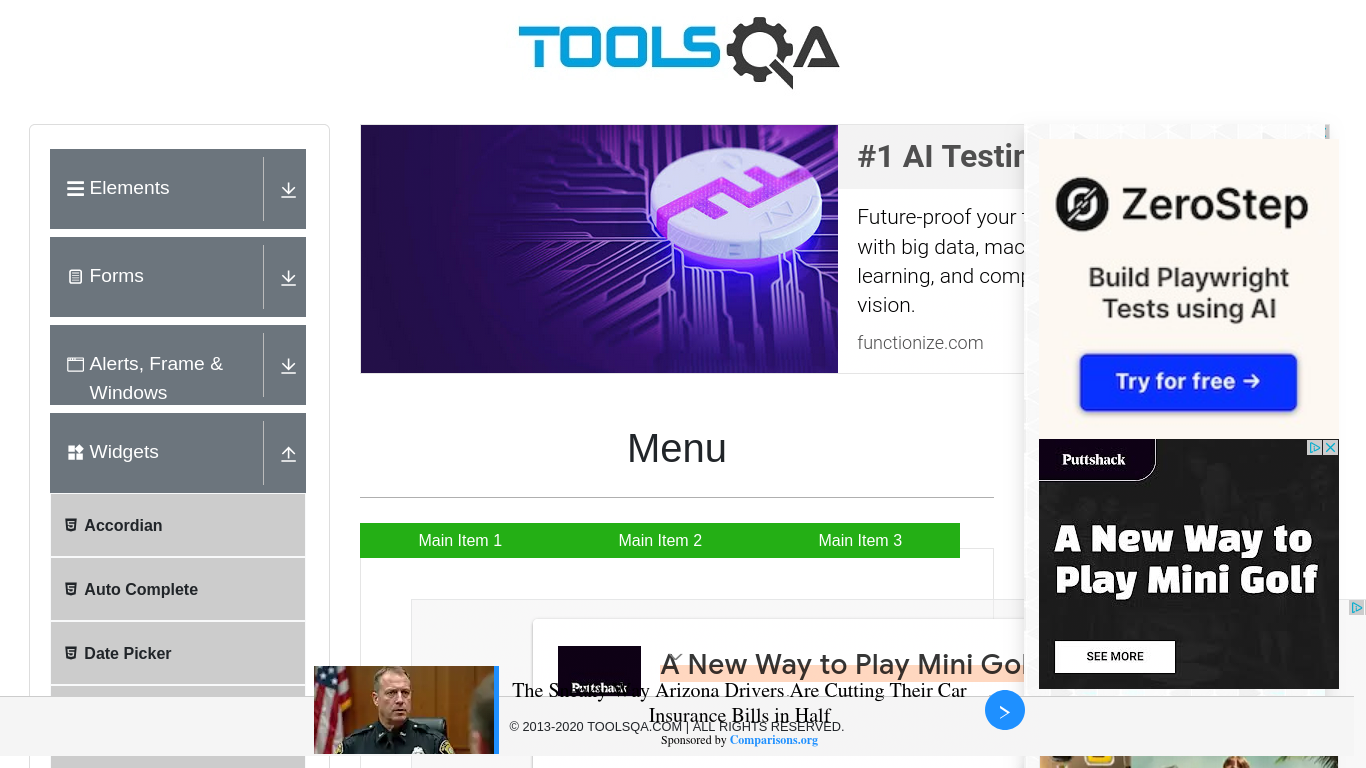 TOOLSQA
Elements
Forms
Alerts, Frame &
Windows
Widgets
Accordian
Auto Complete
Date Picker
#1 AI Testin
Future-proof your
with big data, mac
learning, and comp
vision.
functionize.com
Menu
Main Item 1
Main Item 2
Main Item 3
ZeroStep
Build Playwright
Tests using AI
Try for free →
Puttshack
A New Way to
Play Mini Golf
SEE MORE
Puttshack
A New Way to Play Mini Gol
The Sneaky Way Arizona Drivers Are Cutting Their Car
Insurance Bills in Half
© 2013-2020 TOOLSQA.COM | ALL RIGHTS RESERVED.
Sponsored by Comparisons.org